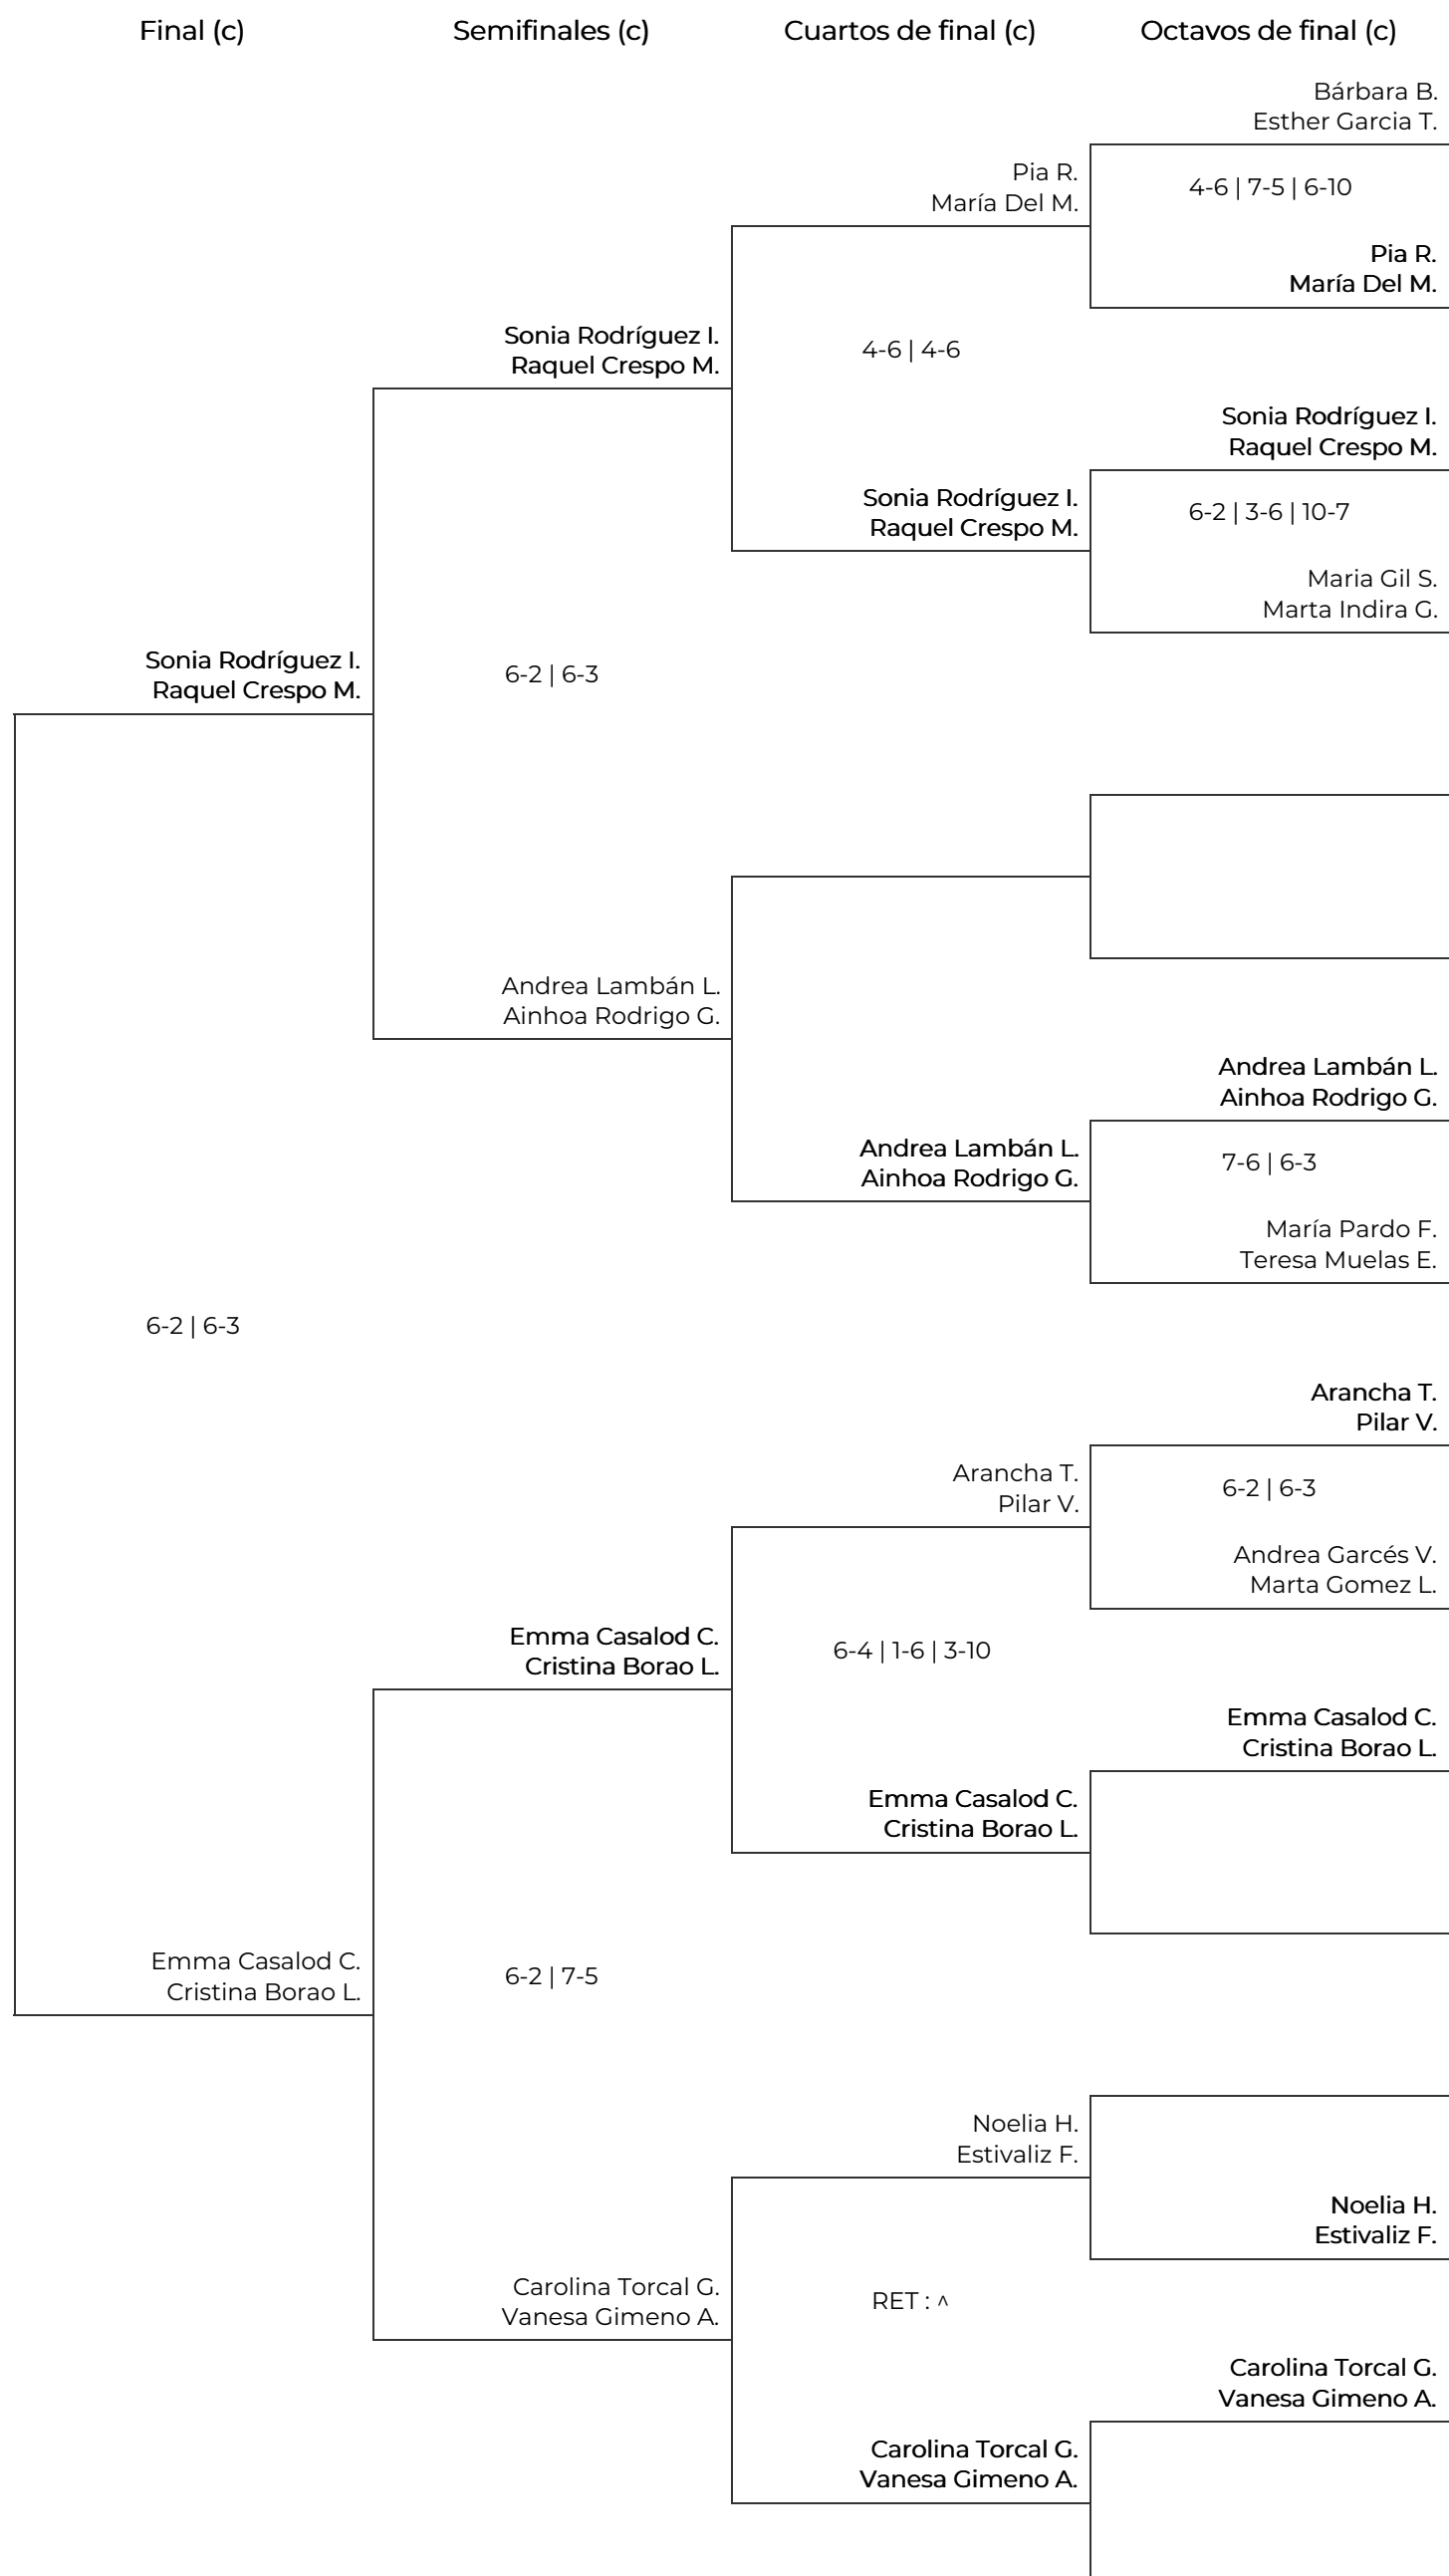 Final (c)
Semifinales (c)
Cuartos de final (c)
Octavos de final (c)
Bárbara B.
Esther Garcia T.
Pia R.
María Del M.
4-6 | 7-5 | 6-10
Pia R.
María Del M.
Sonia Rodríguez I.
Raquel Crespo M.
4-6 | 4-6
Sonia Rodríguez I.
Raquel Crespo M.
Sonia Rodríguez I.
Raquel Crespo M.
6-2 | 3-6 | 10-7
Maria Gil S.
Marta Indira G.
Sonia Rodríguez I.
Raquel Crespo M.
6-2 | 6-3
Andrea Lambán L.
Ainhoa Rodrigo G.
Andrea Lambán L.
Ainhoa Rodrigo G.
Andrea Lambán L.
Ainhoa Rodrigo G.
7-6 | 6-3
María Pardo F.
Teresa Muelas E.
6-2 | 6-3
Arancha T.
Pilar V.
Arancha T.
Pilar V.
6-2 | 6-3
Andrea Garcés V.
Marta Gomez L.
Emma Casalod C.
Cristina Borao L.
6-4 | 1-6 | 3-10
Emma Casalod C.
Cristina Borao L.
Emma Casalod C.
Cristina Borao L.
Emma Casalod C.
Cristina Borao L.
6-2 | 7-5
Noelia H.
Estivaliz F.
Noelia H.
Estivaliz F.
Carolina Torcal G.
Vanesa Gimeno A.
RET : ^
Carolina Torcal G.
Vanesa Gimeno A.
Carolina Torcal G.
Vanesa Gimeno A.